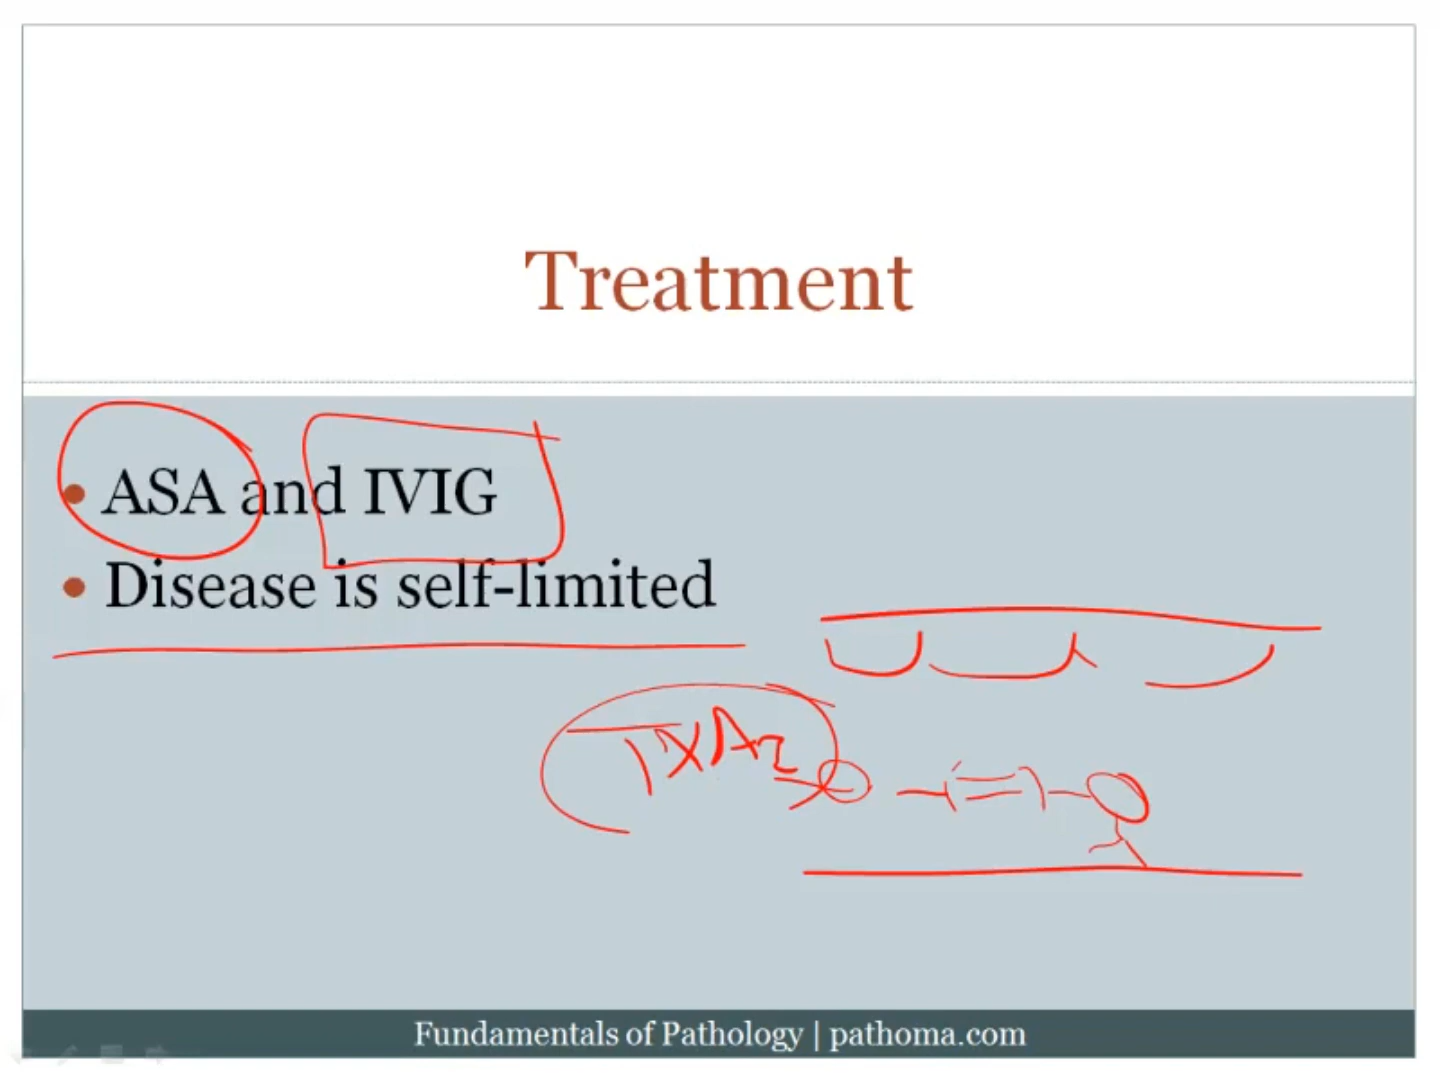 Treatment
• ASA and IVIG
• Disease is self-limited
TXA2
Fundamentals of Pathology | pathoma.com